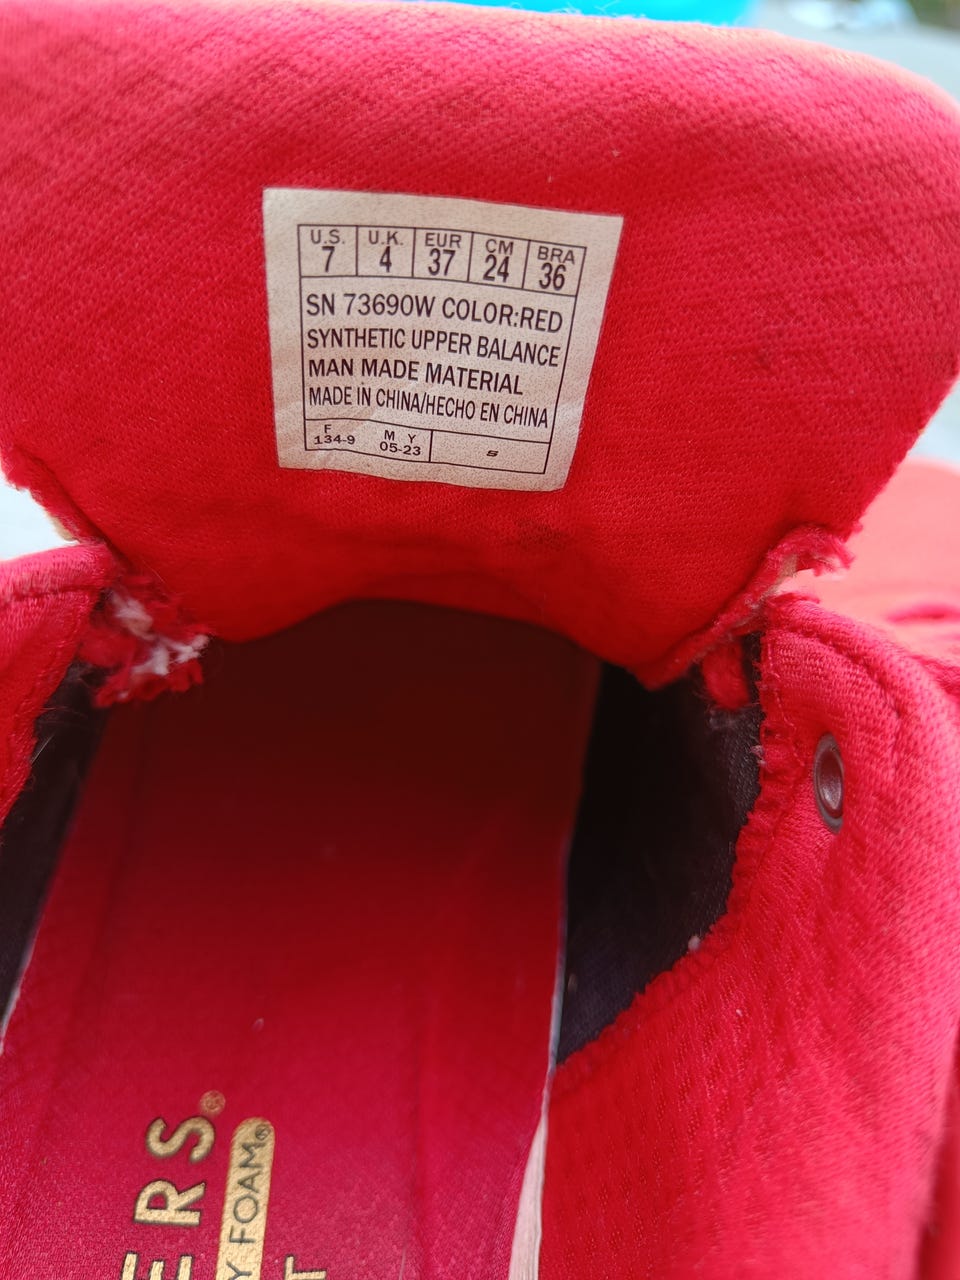 U.S. U.K. EUR CM BRA
7 4 37 24 36
SN 73690W COLOR:RED
SYNTHETIC UPPER BALANCE
MAN MADE MATERIAL
MADE IN CHINA/HECHO EN CHINA
F M Y
134-9 05-23 S
ERS®
Y FOAM®
T